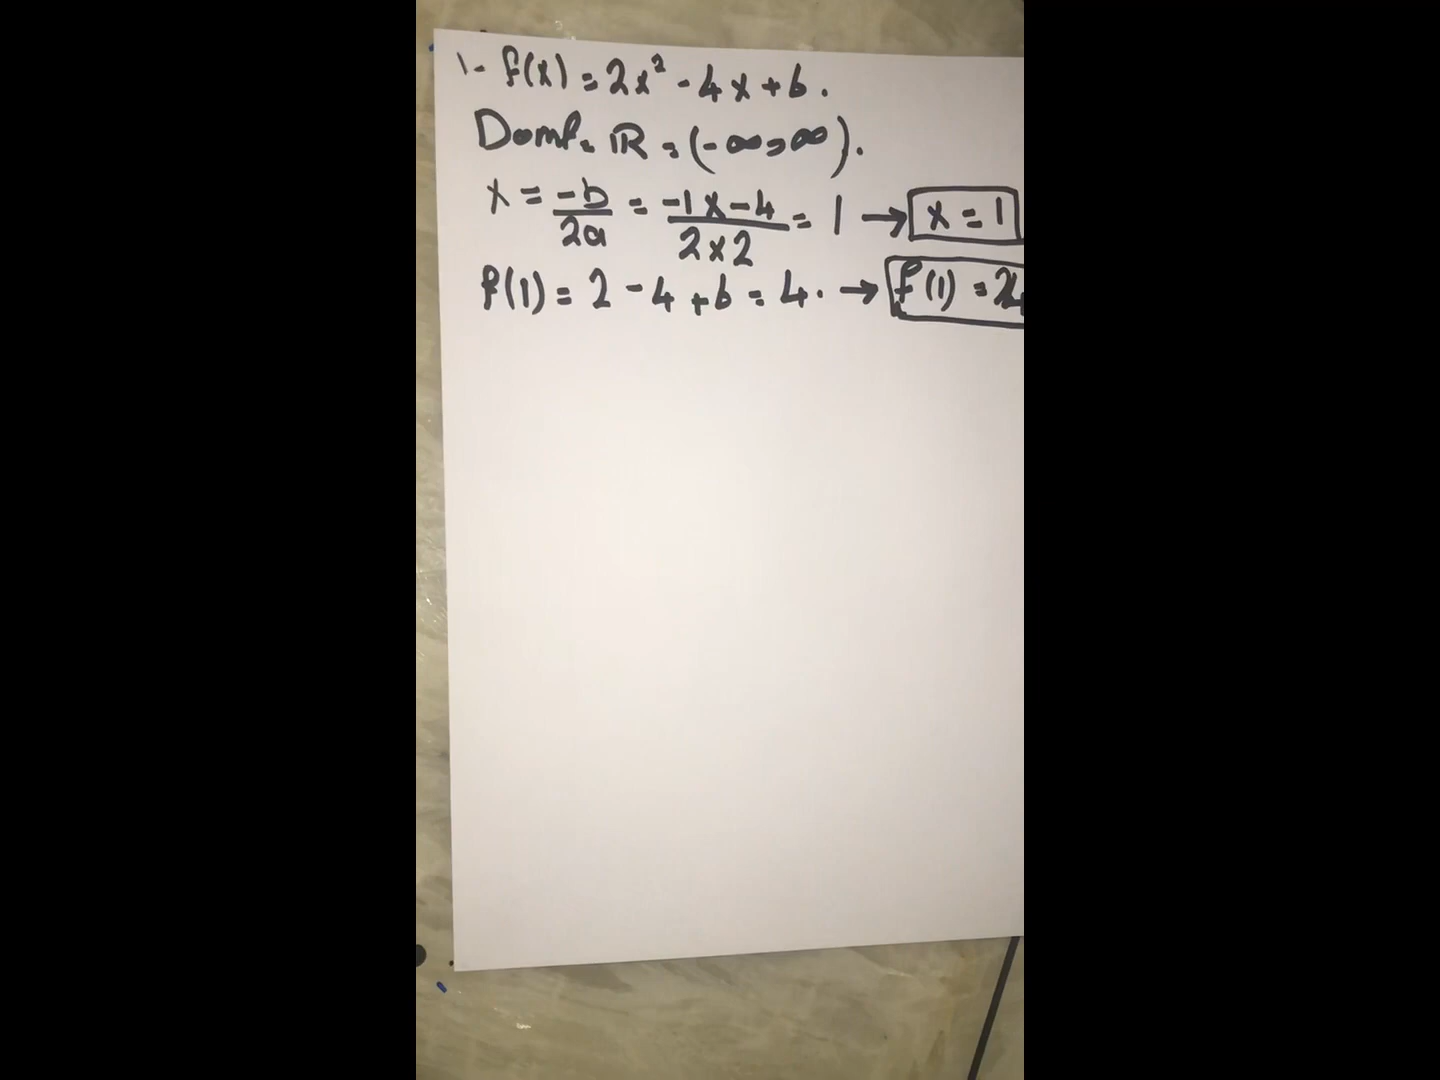 1- f(x) = 2x² - 4x + 6.
Domf = ℝ = (-∞, ∞).
x = -b/2a = -1 x -4 / 2 x 2 = 1 → x = 1
f(1) = 2 - 4 + 6 = 4. → f(1) =